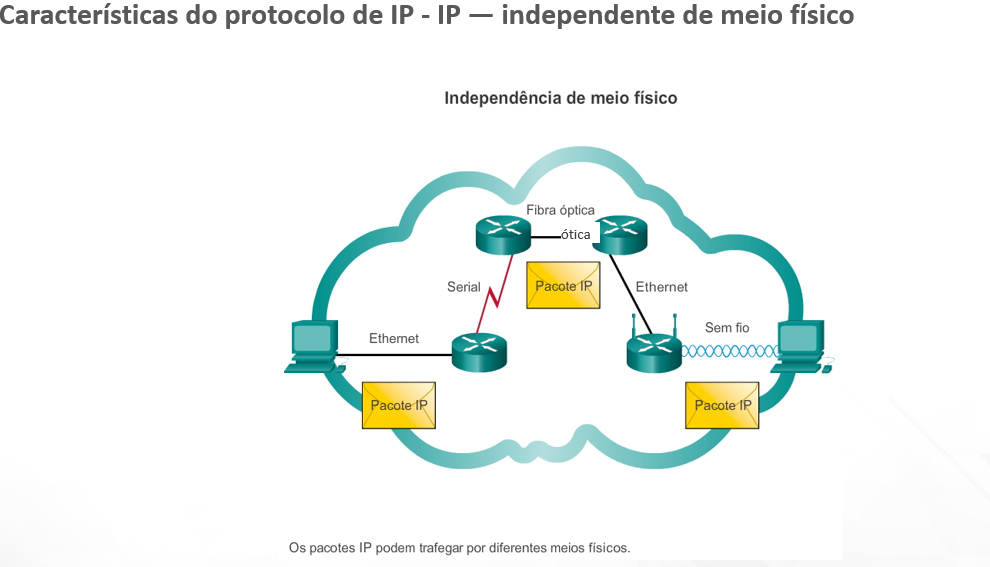 Características do protocolo de IP - IP — independente de meio físico
Independência de meio físico
Fibra óptica
ótica
Serial
Pacote IP
Ethernet
Ethernet
Sem fio
Pacote IP
Pacote IP
Os pacotes IP podem trafegar por diferentes meios físicos.